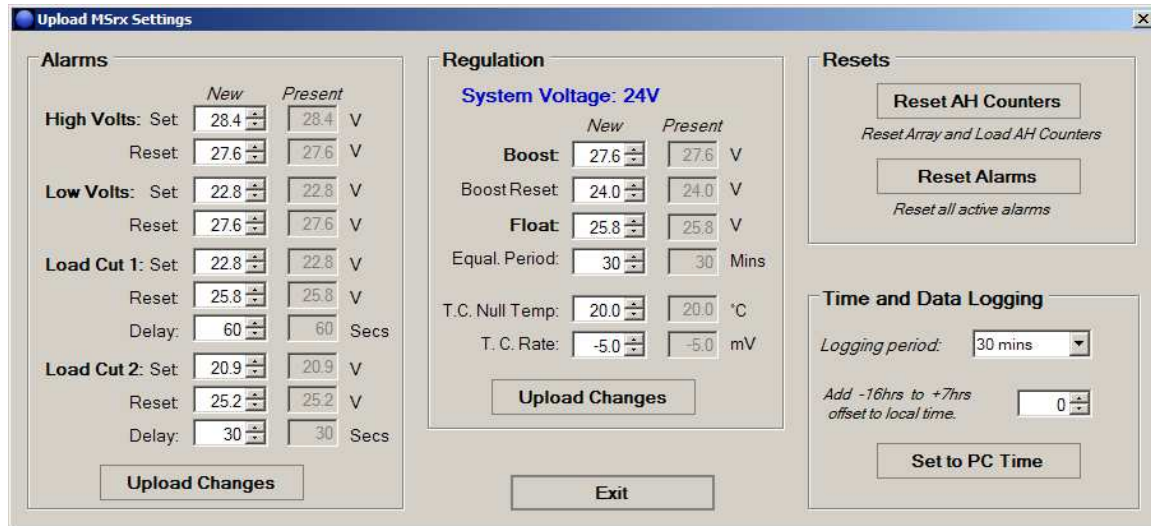 Upload MSrx Settings
Alarms
New Present
High Volts: Set: 28.4 28.4 V
Reset: 27.6 27.6 V
Low Volts: Set: 22.8 22.8 V
Reset: 27.6 27.6 V
Load Cut 1: Set: 22.8 22.8 V
Reset: 25.8 25.8 V
Delay: 60 60 Secs
Load Cut 2: Set: 20.9 20.9 V
Reset: 25.2 25.2 V
Delay: 30 30 Secs
Upload Changes
Regulation
System Voltage: 24V
New Present
Boost: 27.6 27.6 V
Boost Reset: 24.0 24.0 V
Float: 25.8 25.8 V
Equal. Period: 30 30 Mins
T.C. Null Temp: 20.0 20.0 °C
T. C. Rate: -5.0 -5.0 mV
Upload Changes
Exit
Resets
Reset AH Counters
Reset Array and Load AH Counters
Reset Alarms
Reset all active alarms
Time and Data Logging
Logging period: 30 mins
Add -16hrs to +7hrs
offset to local time. 0
Set to PC Time